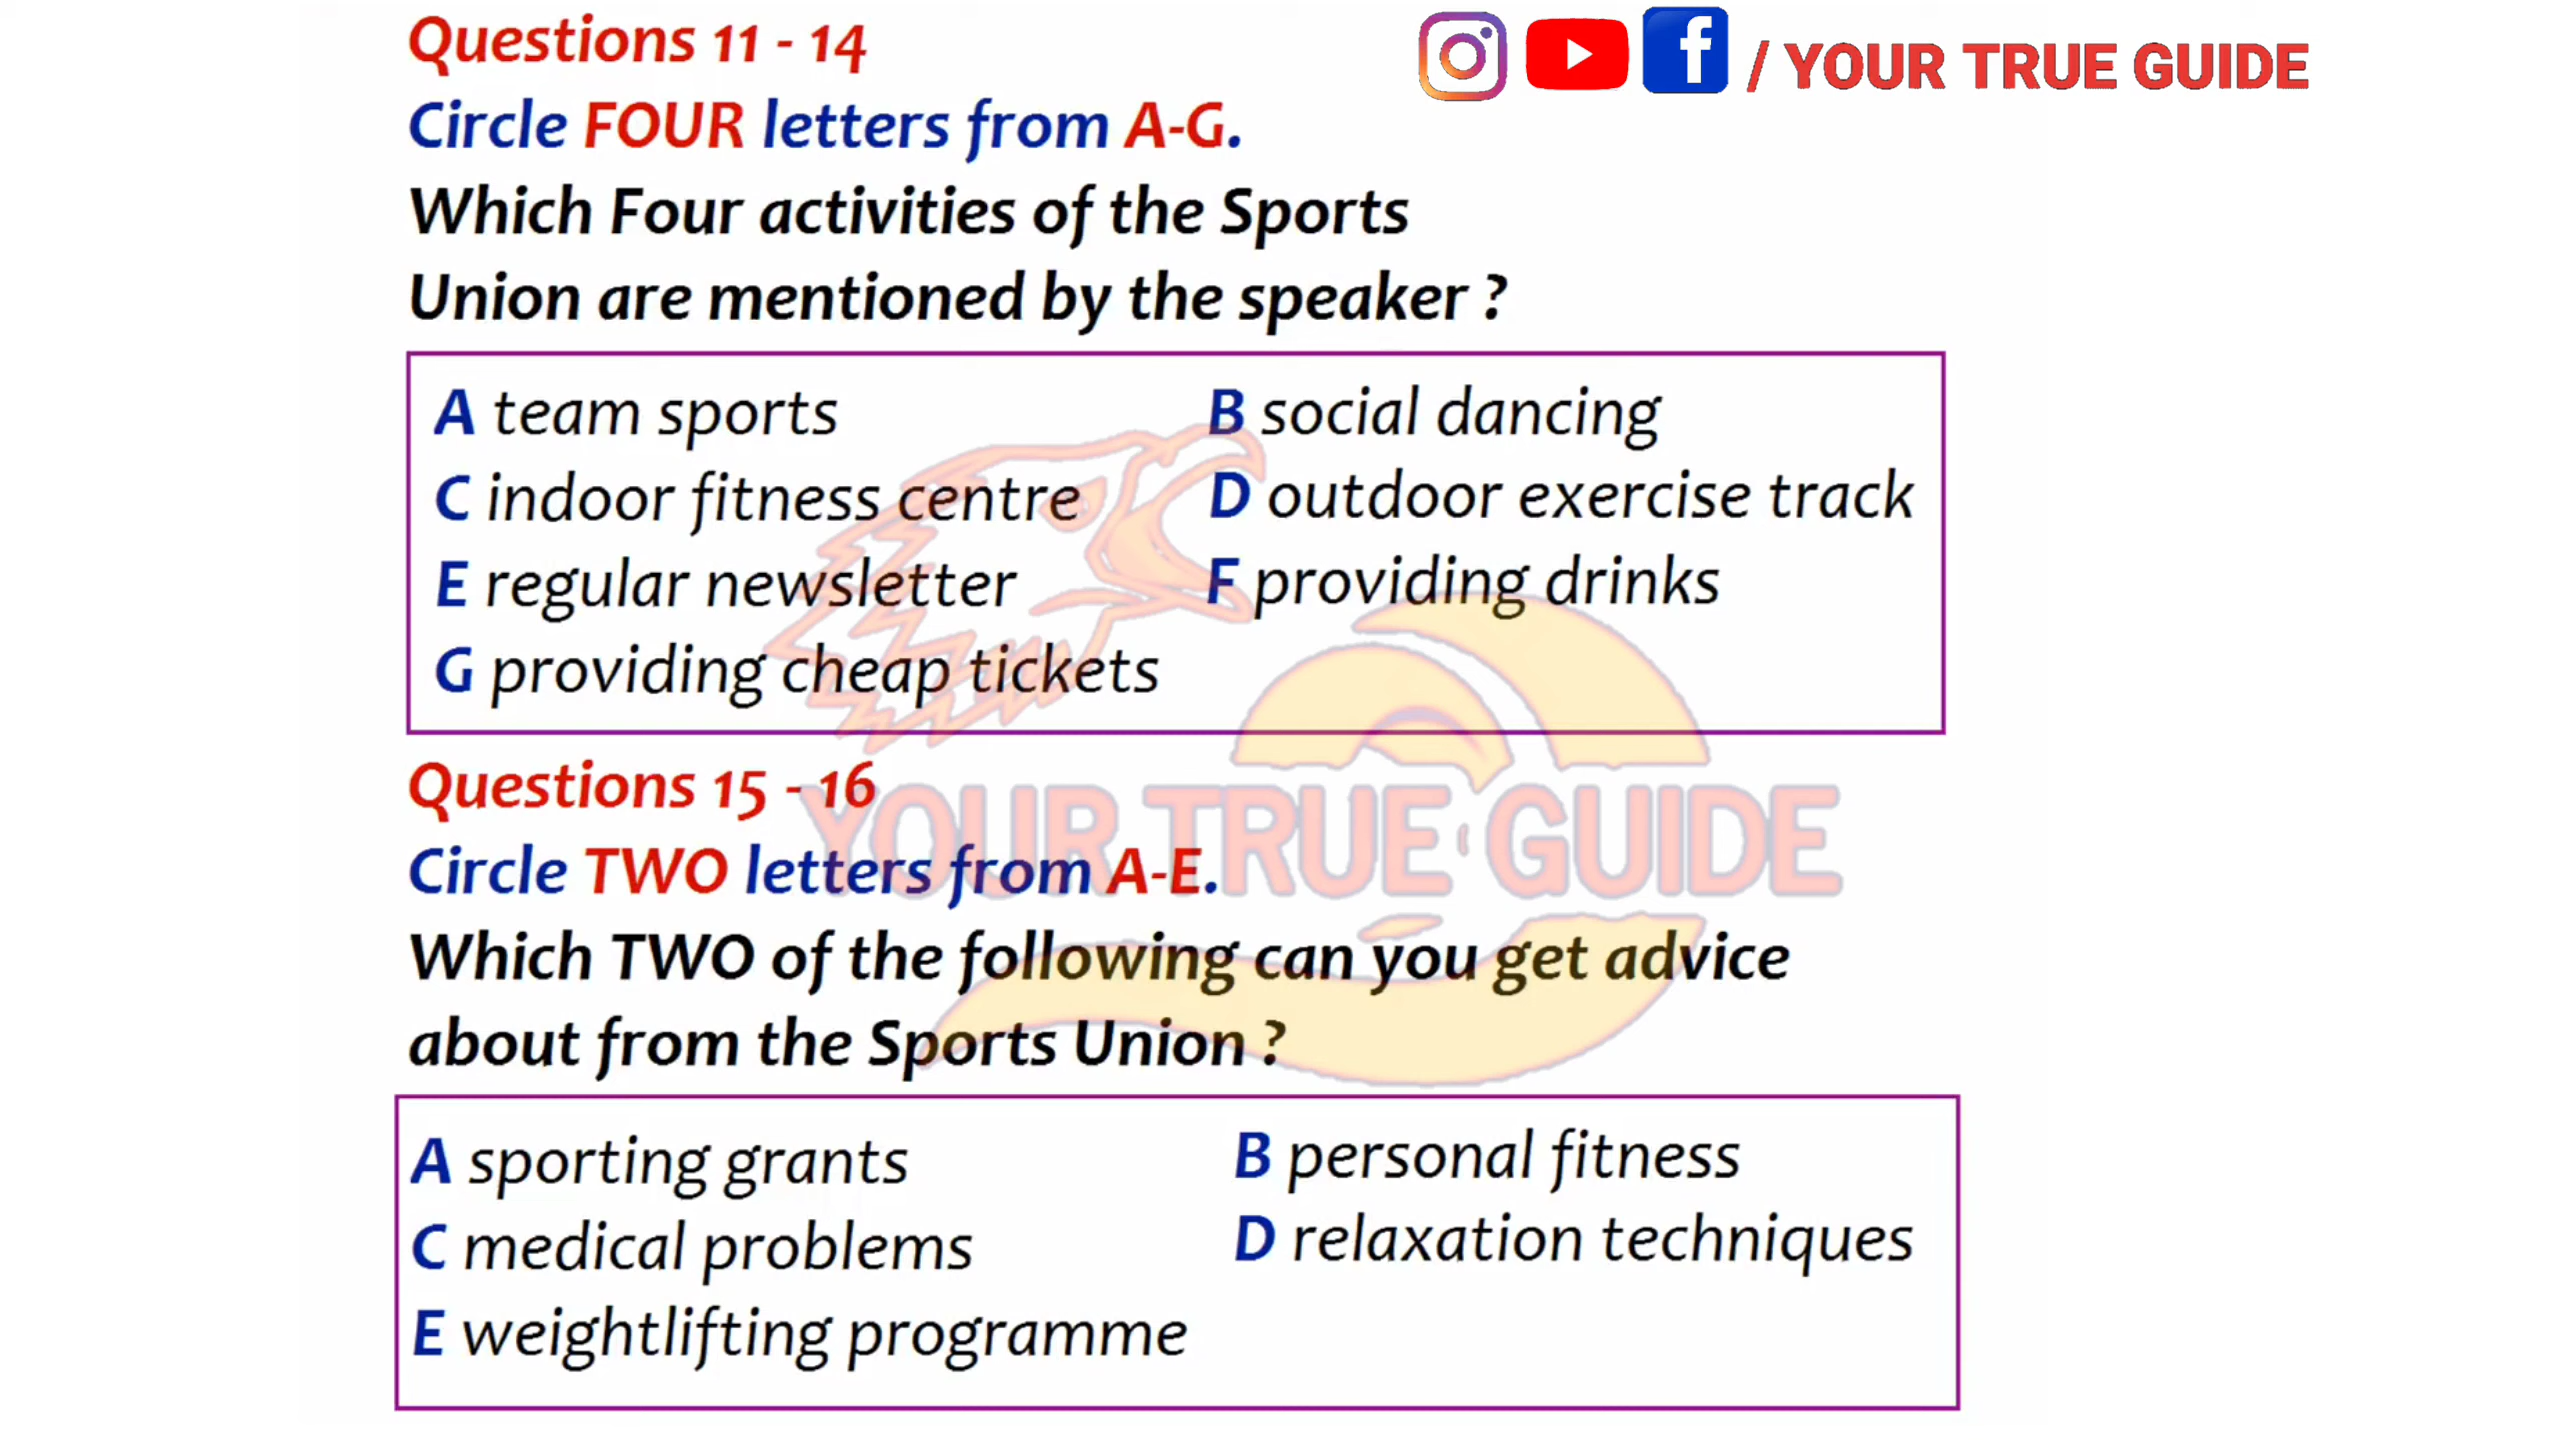 Questions 11 - 14
/ YOUR TRUE GUIDE
Circle FOUR letters from A-G.
Which Four activities of the Sports
Union are mentioned by the speaker ?
A team sports
B social dancing
C indoor fitness centre
D outdoor exercise track
E regular newsletter
F providing drinks
G providing cheap tickets
Questions 15 - 16
YOUR TRUE GUIDE
Circle TWO letters from A-E.
Which TWO of the following can you get advice
about from the Sports Union ?
A sporting grants
B personal fitness
C medical problems
D relaxation techniques
E weightlifting programme